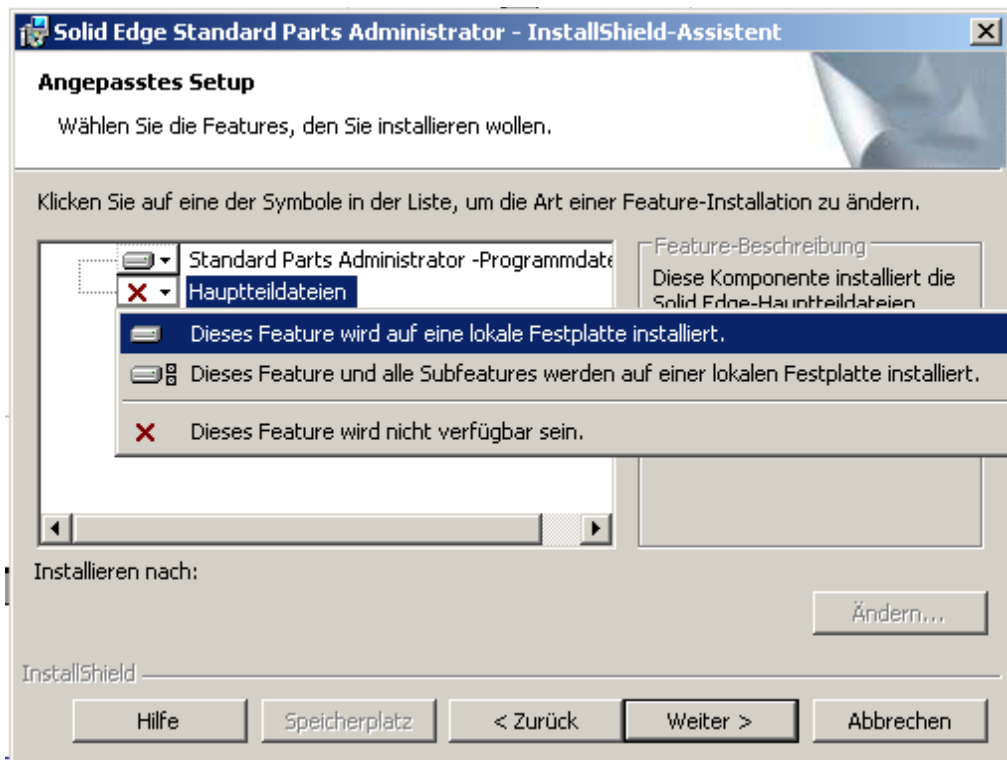 Solid Edge Standard Parts Administrator - InstallShield-Assistent
Angepasstes Setup
Wählen Sie die Features, den Sie installieren wollen.
Klicken Sie auf eine der Symbole in der Liste, um die Art einer Feature-Installation zu ändern.
Standard Parts Administrator -Programmdate
Hauptteildateien
Feature-Beschreibung
Diese Komponente installiert die
Solid Edge-Hauptteildateien
Dieses Feature wird auf eine lokale Festplatte installiert.
Dieses Feature und alle Subfeatures werden auf einer lokalen Festplatte installiert.
Dieses Feature wird nicht verfügbar sein.
Installieren nach:
Ändern...
InstallShield
Hilfe
Speicherplatz
< Zurück
Weiter >
Abbrechen